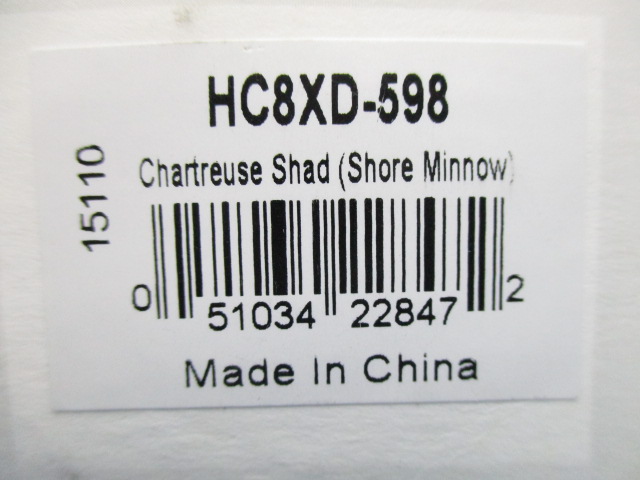 HC8XD-598
15110
Chartreuse Shad (Shore Minnow)
0 51034 22847 2
Made In China